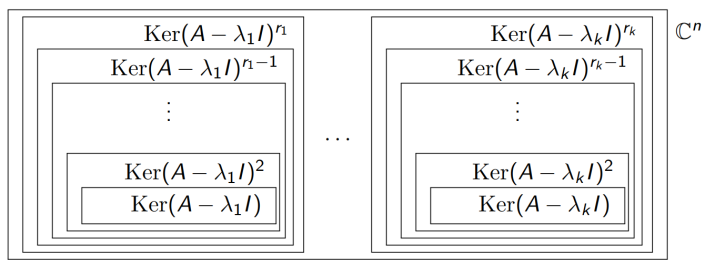 Ker(A − λ₁I)^{r₁} Ker(A − λₖI)^{rₖ} ℂⁿ
Ker(A − λ₁I)^{r₁−1} Ker(A − λₖI)^{rₖ−1}
⋮ ⋮
⋯
Ker(A − λ₁I)² Ker(A − λₖI)²
Ker(A − λ₁I) Ker(A − λₖI)